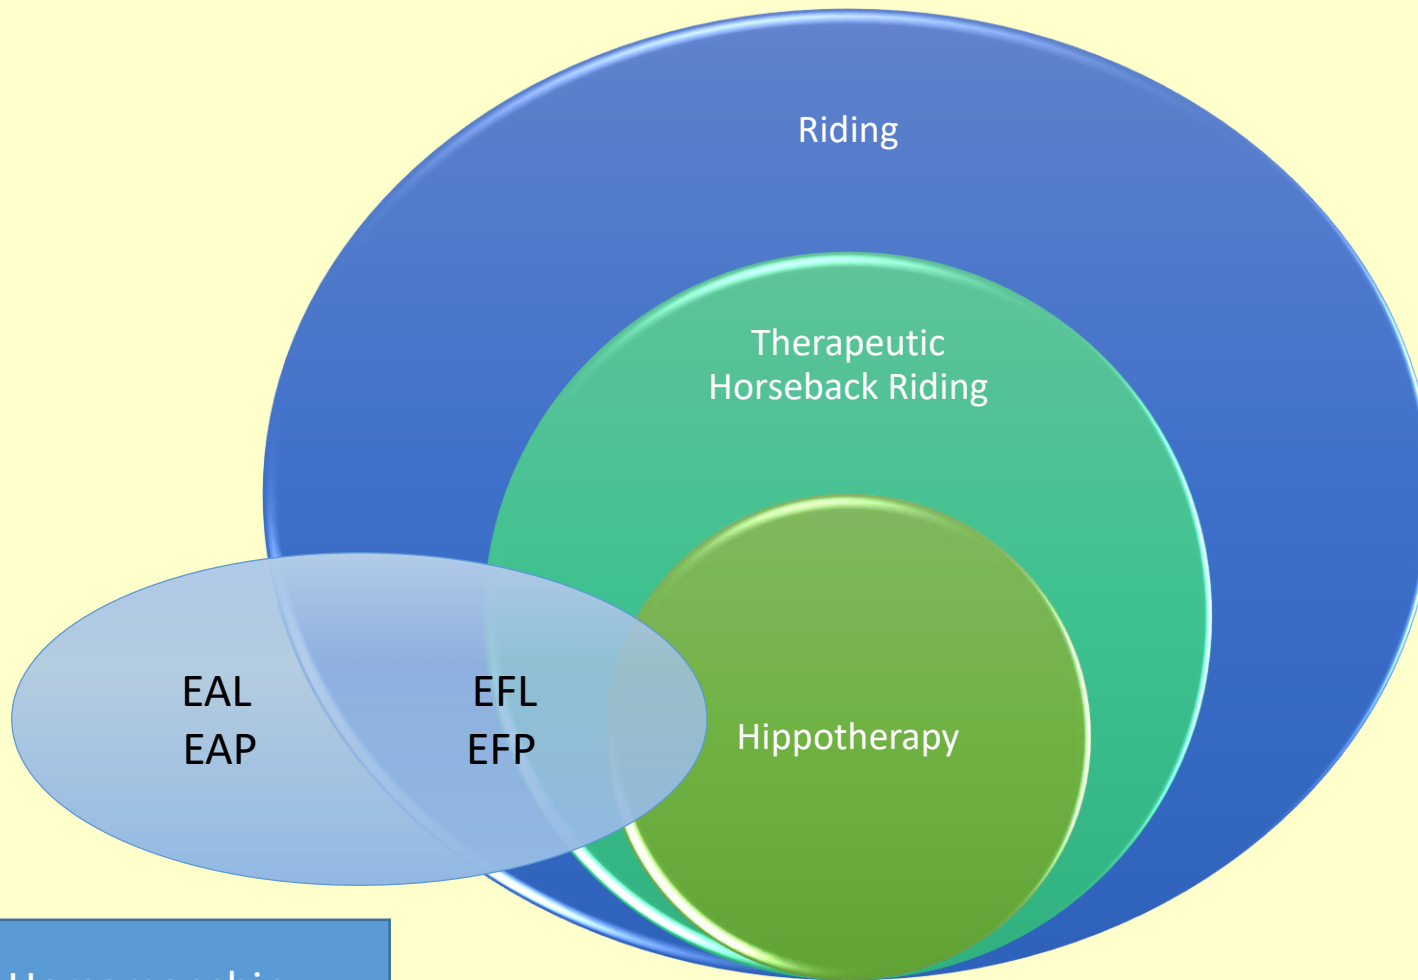 Riding
Therapeutic
Horseback Riding
EAL EFL
EAP EFP
Hippotherapy